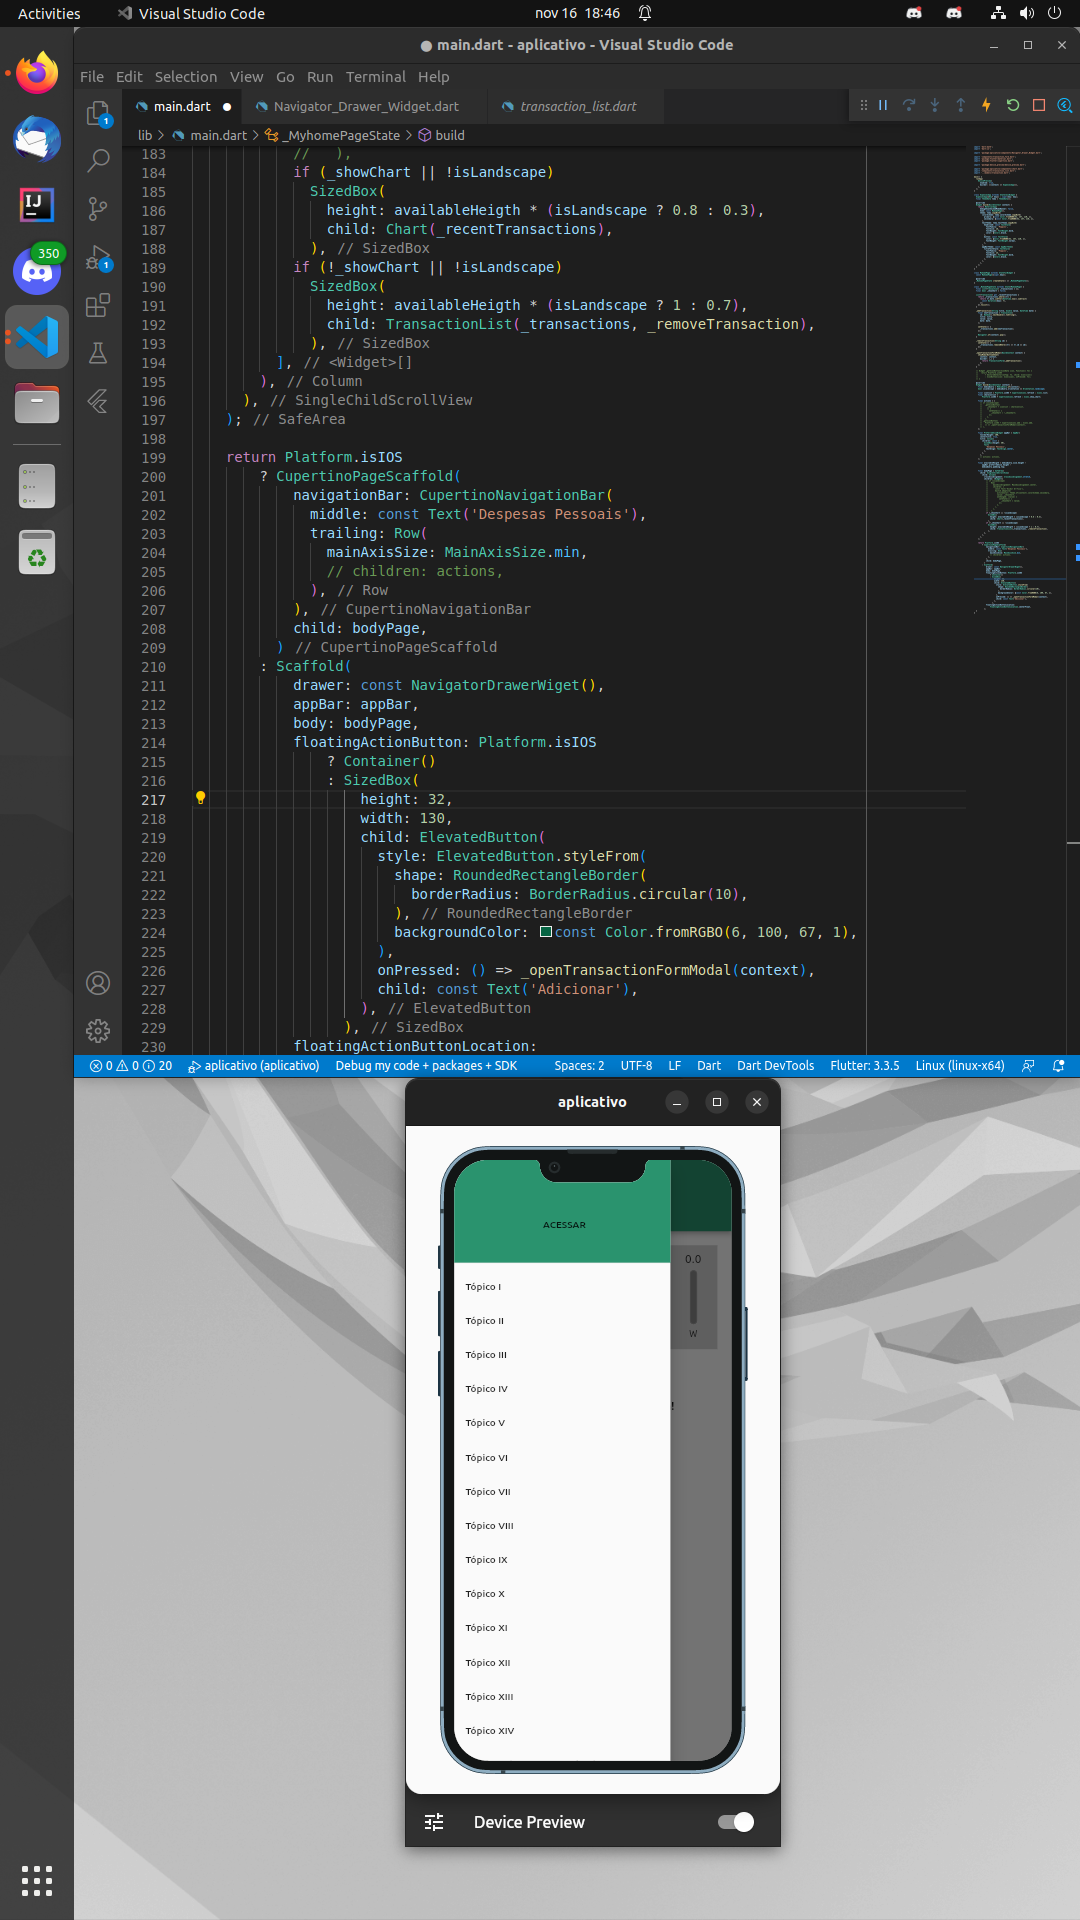 Activities
Visual Studio Code
nov 16 18:46
350
main.dart - aplicativo - Visual Studio Code
File Edit Selection View Go Run Terminal Help
main.dart
Navigator_Drawer_Widget.dart
transaction_list.dart
lib > main.dart > _MyhomePageState > build
1
1
183 // ),
184 if (_showChart || !isLandscape)
185 SizedBox(
186 height: availableHeigth * (isLandscape ? 0.8 : 0.3),
187 child: Chart(_recentTransactions),
188 ), // SizedBox
189 if (!_showChart || !isLandscape)
190 SizedBox(
191 height: availableHeigth * (isLandscape ? 1 : 0.7),
192 child: TransactionList(_transactions, _removeTransaction),
193 ), // SizedBox
194 ], // <Widget>[]
195 ), // Column
196 ), // SingleChildScrollView
197 ); // SafeArea
198
199 return Platform.isIOS
200 ? CupertinoPageScaffold(
201 navigationBar: CupertinoNavigationBar(
202 middle: const Text('Despesas Pessoais'),
203 trailing: Row(
204 mainAxisSize: MainAxisSize.min,
205 // children: actions,
206 ), // Row
207 ), // CupertinoNavigationBar
208 child: bodyPage,
209 ) // CupertinoPageScaffold
210 : Scaffold(
211 drawer: const NavigatorDrawerWiget(),
212 appBar: appBar,
213 body: bodyPage,
214 floatingActionButton: Platform.isIOS
215 ? Container()
216 : SizedBox(
217 height: 32,
218 width: 130,
219 child: ElevatedButton(
220 style: ElevatedButton.styleFrom(
221 shape: RoundedRectangleBorder(
222 borderRadius: BorderRadius.circular(10),
223 ), // RoundedRectangleBorder
224 backgroundColor: const Color.fromRGBO(6, 100, 67, 1),
225 ),
226 onPressed: () => _openTransactionFormModal(context),
227 child: const Text('Adicionar'),
228 ), // ElevatedButton
229 ), // SizedBox
230 floatingActionButtonLocation:
0 0 20 aplicativo (aplicativo) Debug my code + packages + SDK Spaces: 2 UTF-8 LF Dart Dart DevTools Flutter: 3.3.5 Linux (linux-x64)
aplicativo
ACESSAR
0.0
W
!
Tópico I
Tópico II
Tópico III
Tópico IV
Tópico V
Tópico VI
Tópico VII
Tópico VIII
Tópico IX
Tópico X
Tópico XI
Tópico XII
Tópico XIII
Tópico XIV
Device Preview